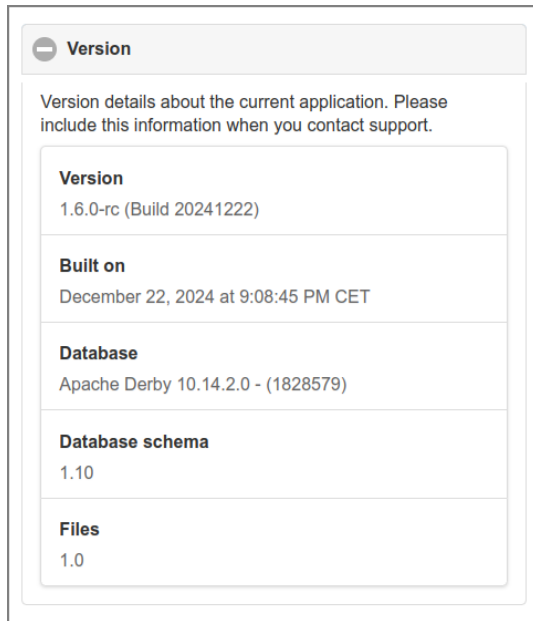 Version
Version details about the current application. Please
include this information when you contact support.
Version
1.6.0-rc (Build 20241222)
Built on
December 22, 2024 at 9:08:45 PM CET
Database
Apache Derby 10.14.2.0 - (1828579)
Database schema
1.10
Files
1.0